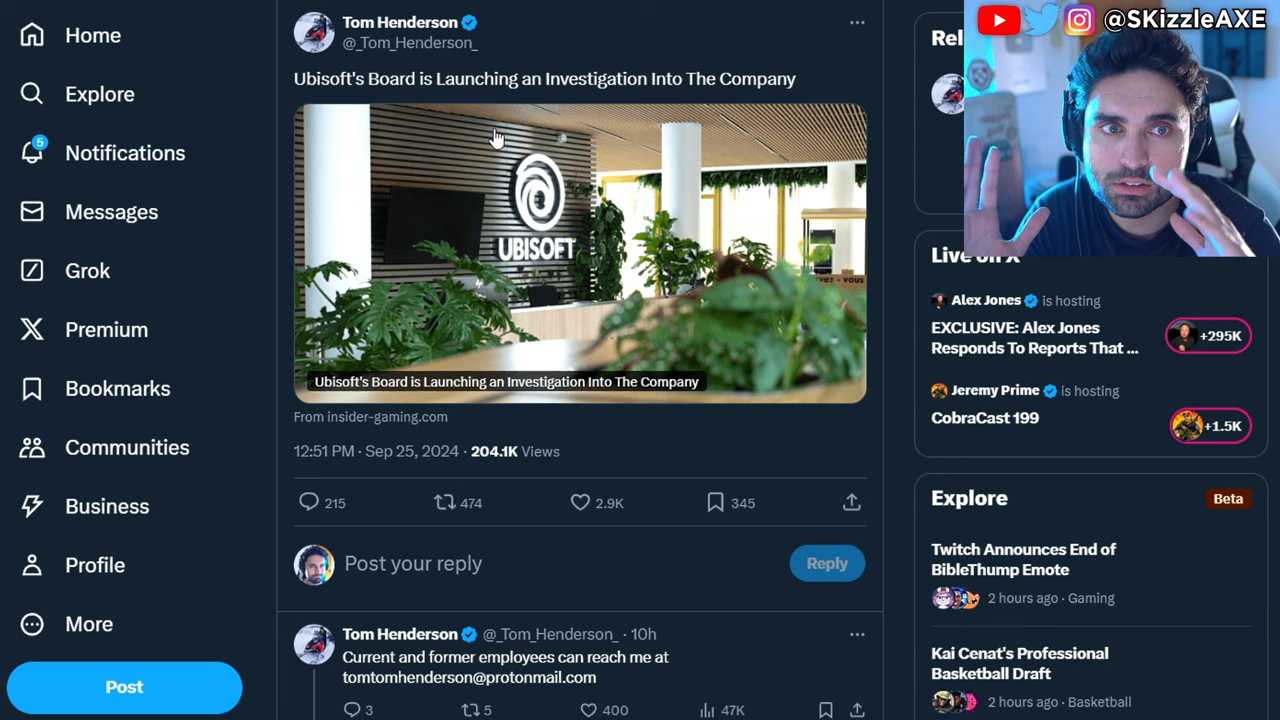 Home
Explore
5
Notifications
Messages
Grok
Premium
Bookmarks
Communities
Business
Profile
More
Post
Tom Henderson
@_Tom_Henderson_
Ubisoft's Board is Launching an Investigation Into The Company
UBISOFT
Ubisoft's Board is Launching an Investigation Into The Company
From insider-gaming.com
12:51 PM · Sep 25, 2024 · 204.1K Views
215 474 2.9K 345
Post your reply
Reply
Tom Henderson @_Tom_Henderson_ · 10h
Current and former employees can reach me at
tomtomhenderson@protonmail.com
3 5 400 47K
@SKizzleAXE
Rel
Live on X
Alex Jones is hosting
EXCLUSIVE: Alex Jones
Responds To Reports That ...
+295K
Jeremy Prime is hosting
CobraCast 199
+1.5K
Explore
Beta
Twitch Announces End of
BibleThump Emote
2 hours ago · Gaming
Kai Cenat's Professional
Basketball Draft
2 hours ago · Basketball